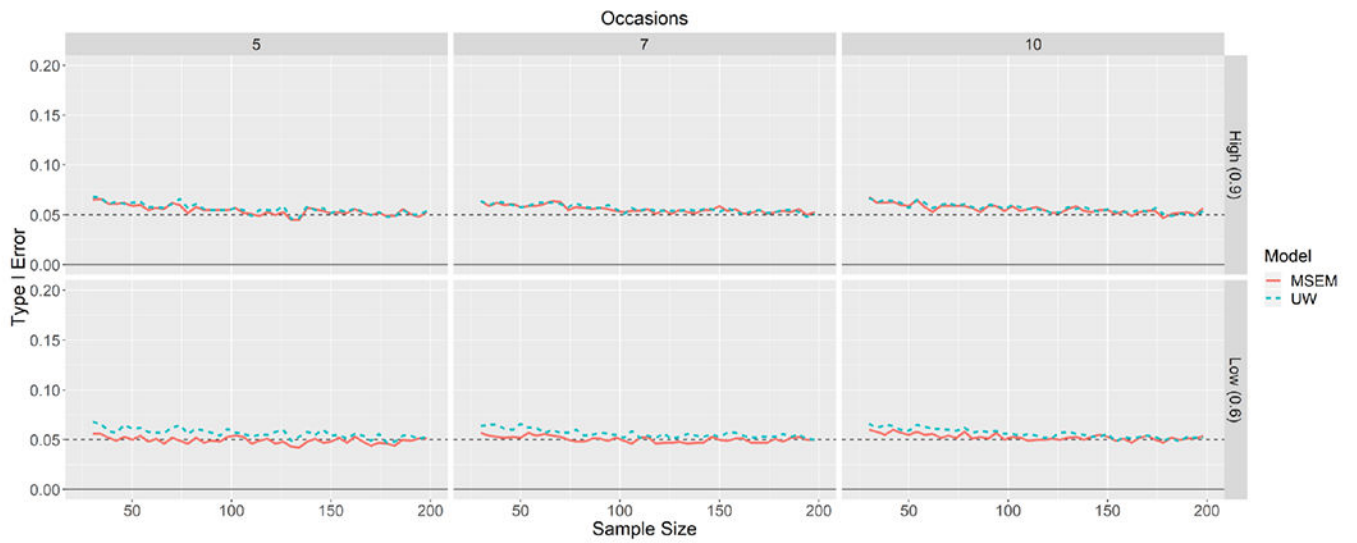 Occasions
5 7 10
0.20
0.15
0.10
0.05
0.00
High (0.9)
0.20
0.15
0.10
0.05
0.00
Low (0.6)
Type I Error
50 100 150 200 50 100 150 200 50 100 150 200
Sample Size
Model
MSEM
UW